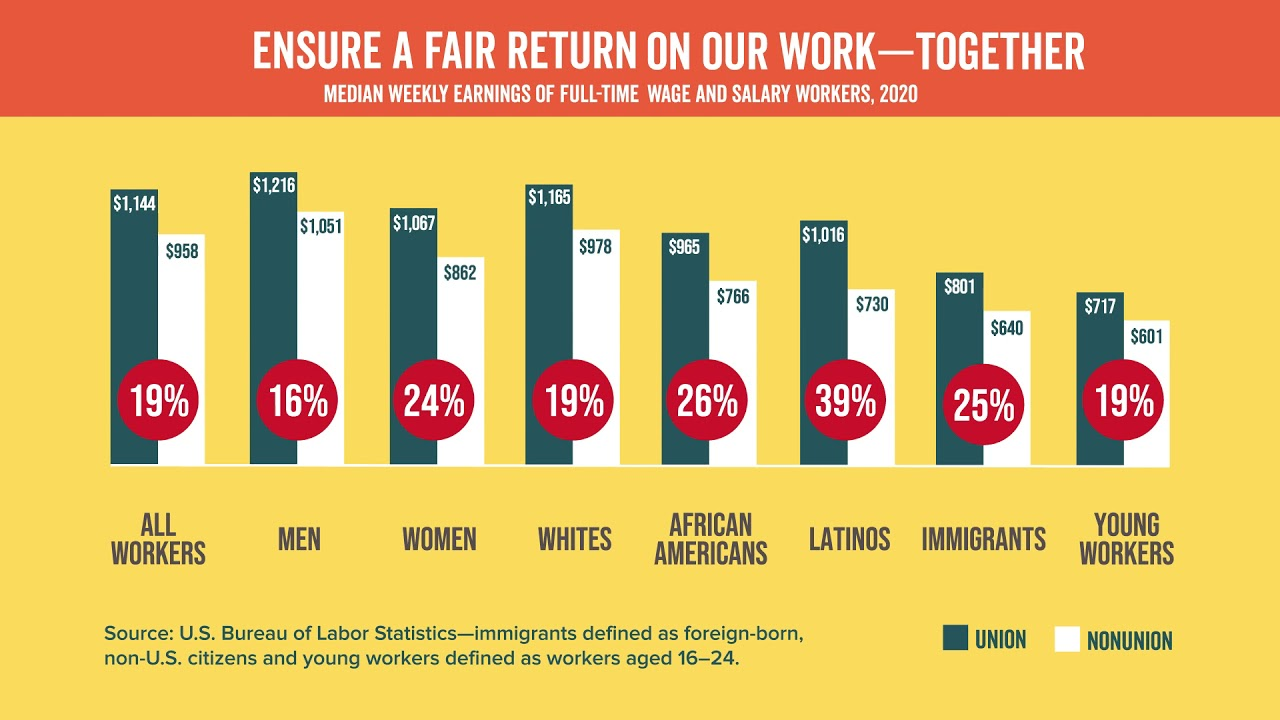 ENSURE A FAIR RETURN ON OUR WORK—TOGETHER
MEDIAN WEEKLY EARNINGS OF FULL-TIME WAGE AND SALARY WORKERS, 2020
$1,144
$958
19%
$1,216
$1,051
16%
$1,067
$862
24%
$1,165
$978
19%
$965
$766
26%
$1,016
$730
39%
$801
$640
25%
$717
$601
19%
ALL
WORKERS
MEN
WOMEN
WHITES
AFRICAN
AMERICANS
LATINOS
IMMIGRANTS
YOUNG
WORKERS
Source: U.S. Bureau of Labor Statistics—immigrants defined as foreign-born,
non-U.S. citizens and young workers defined as workers aged 16–24.
UNION
NONUNION